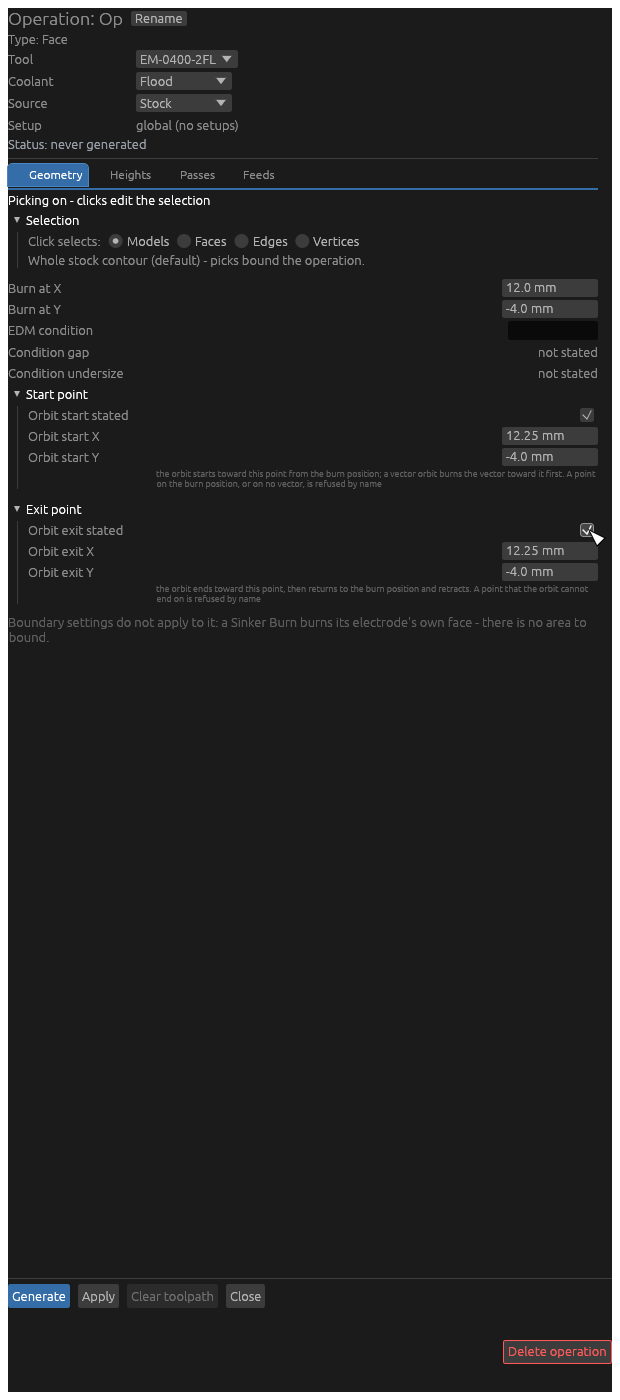 Operation: Op Rename
Type: Face
Tool EM-0400-2FL
Coolant Flood
Source Stock
Setup global (no setups)
Status: never generated
Geometry Heights Passes Feeds
Picking on - clicks edit the selection
Selection
Click selects: Models Faces Edges Vertices
Whole stock contour (default) - picks bound the operation.
Burn at X 12.0 mm
Burn at Y -4.0 mm
EDM condition
Condition gap not stated
Condition undersize not stated
Start point
Orbit start stated
Orbit start X 12.25 mm
Orbit start Y -4.0 mm
the orbit starts toward this point from the burn position; a vector orbit burns the vector toward it first. A point
on the burn position, or on no vector, is refused by name
Exit point
Orbit exit stated
Orbit exit X 12.25 mm
Orbit exit Y -4.0 mm
the orbit ends toward this point, then returns to the burn position and retracts. A point that the orbit cannot
end on is refused by name
Boundary settings do not apply to it: a Sinker Burn burns its electrode's own face - there is no area to
bound.
Generate Apply Clear toolpath Close
Delete operation